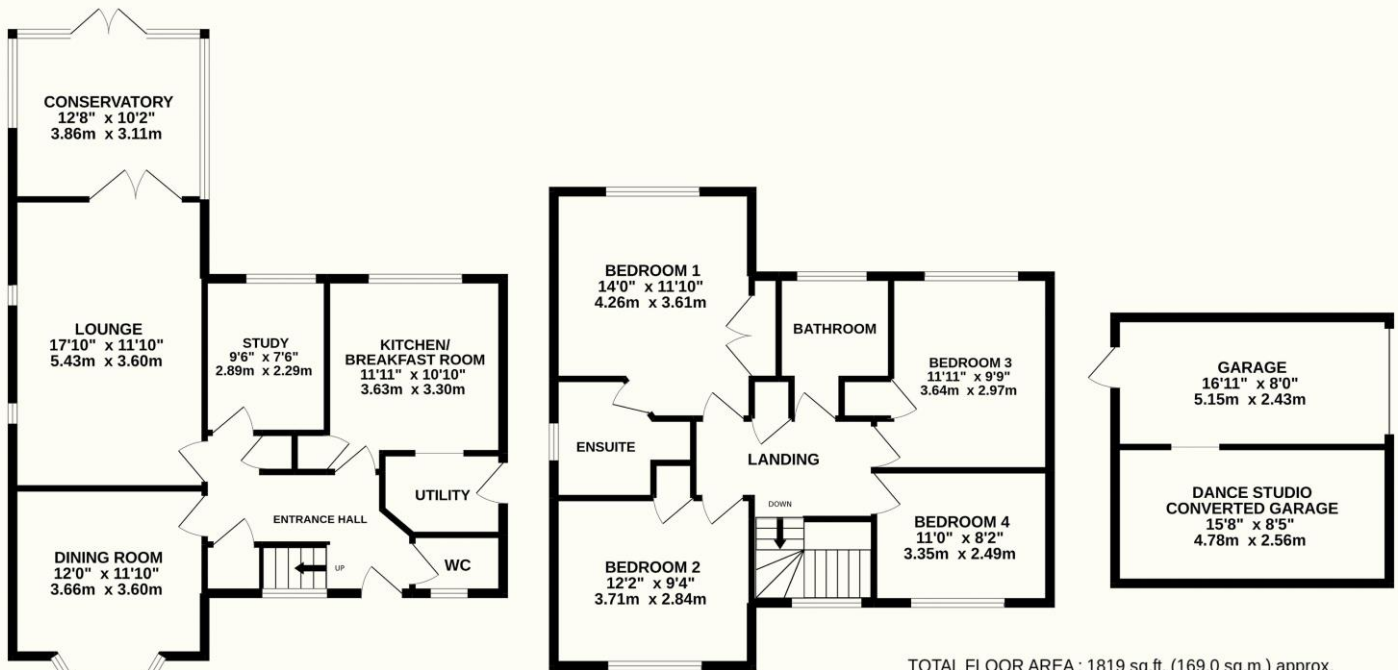 CONSERVATORY
12'8" x 10'2"
3.86m x 3.11m
LOUNGE
17'10" x 11'10"
5.43m x 3.60m
STUDY
9'6" x 7'6"
2.89m x 2.29m
KITCHEN/
BREAKFAST ROOM
11'11" x 10'10"
3.63m x 3.30m
UTILITY
ENTRANCE HALL
WC
UP
DINING ROOM
12'0" x 11'10"
3.66m x 3.60m
BEDROOM 1
14'0" x 11'10"
4.26m x 3.61m
BATHROOM
BEDROOM 3
11'11" x 9'9"
3.64m x 2.97m
ENSUITE
LANDING
DOWN
BEDROOM 4
11'0" x 8'2"
3.35m x 2.49m
BEDROOM 2
12'2" x 9'4"
3.71m x 2.84m
GARAGE
16'11" x 8'0"
5.15m x 2.43m
DANCE STUDIO
CONVERTED GARAGE
15'8" x 8'5"
4.78m x 2.56m
TOTAL FLOOR AREA : 1819 sq.ft. (169.0 sq.m.) approx.